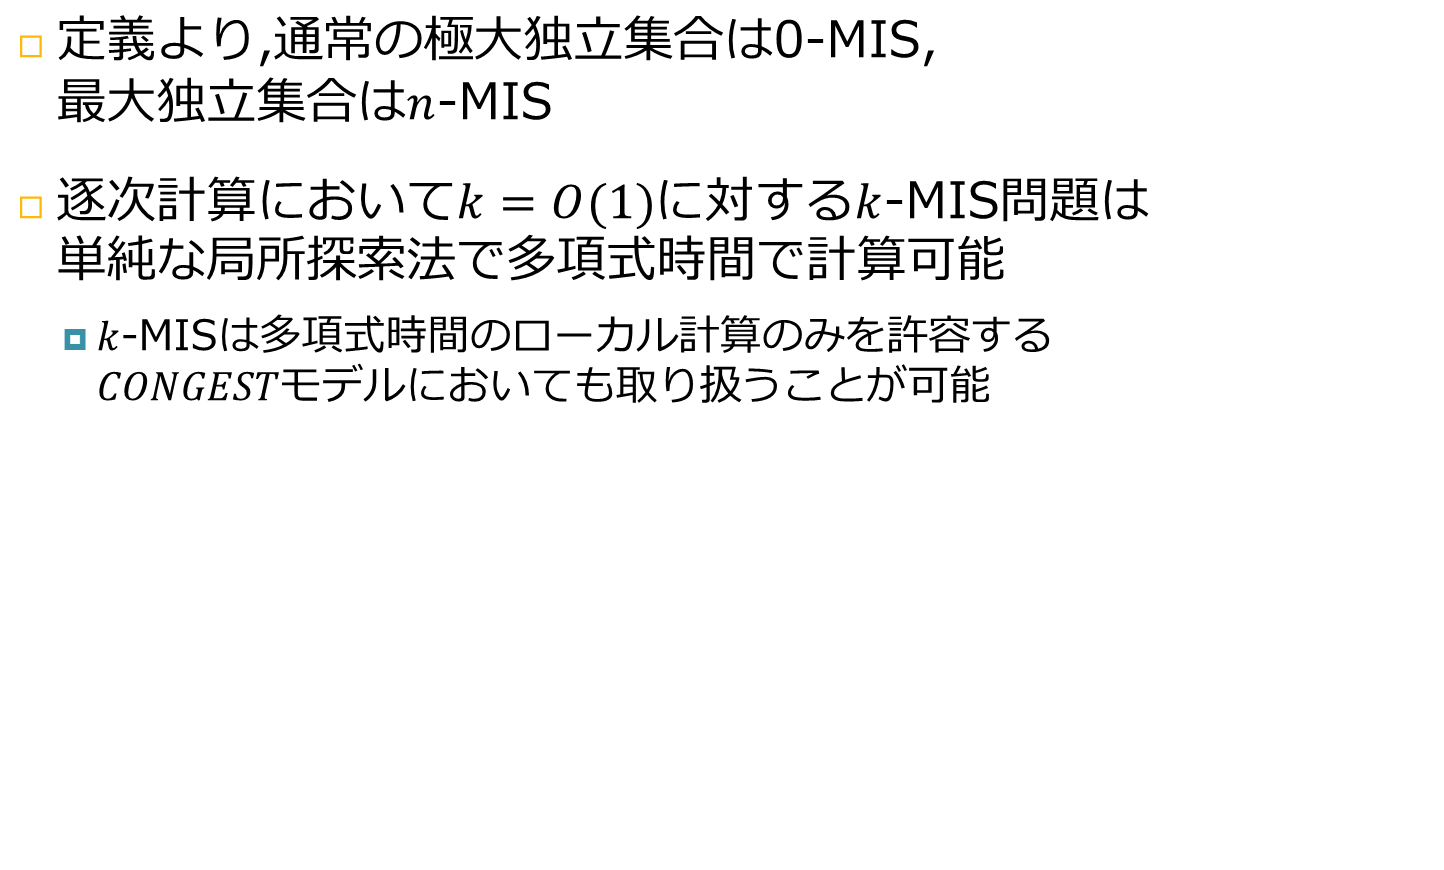 定義より,通常の極大独立集合は0-MIS,
最大独立集合は𝑛-MIS
逐次計算において𝑘 = 𝑂(1)に対する𝑘-MIS問題は
単純な局所探索法で多項式時間で計算可能
𝑘-MISは多項式時間のローカル計算のみを許容する
𝐶𝑂𝑁𝐺𝐸𝑆𝑇モデルにおいても取り扱うことが可能